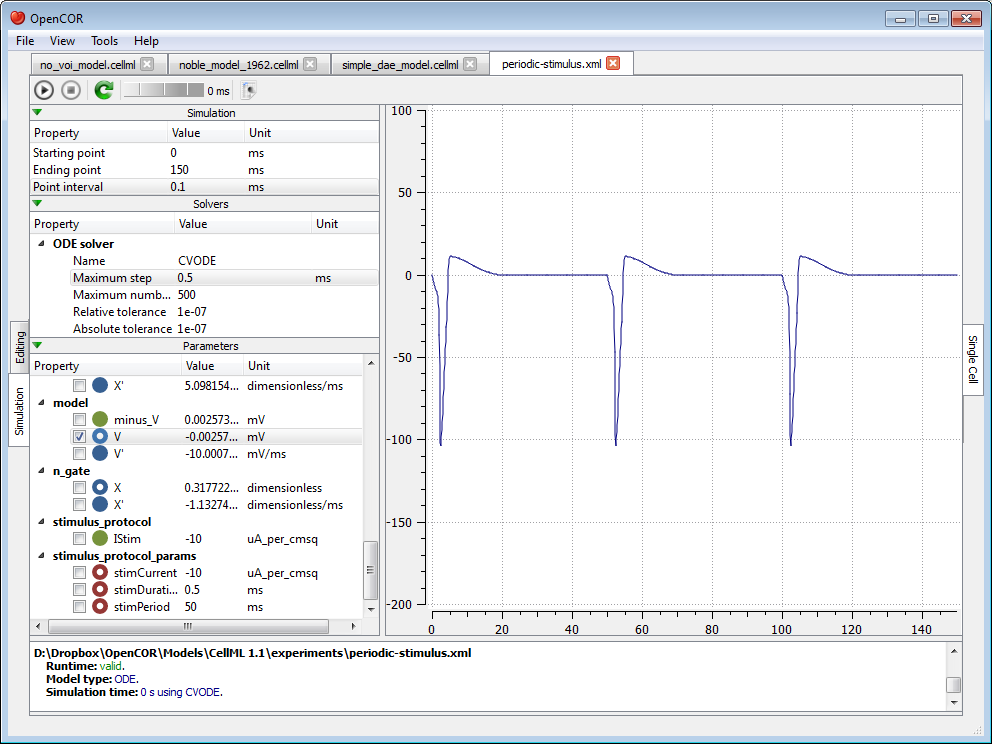 OpenCOR
File View Tools Help
no_voi_model.cellml noble_model_1962.cellml simple_dae_model.cellml periodic-stimulus.xml
0 ms
Simulation
Property Value Unit
Starting point 0 ms
Ending point 150 ms
Point interval 0.1 ms
Solvers
Property Value Unit
ODE solver
Name CVODE
Maximum step 0.5 ms
Maximum numb... 500
Relative tolerance 1e-07
Absolute tolerance 1e-07
Parameters
Property Value Unit
X' 5.098154... dimensionless/ms
model
minus_V 0.002573... mV
V -0.00257... mV
V' -10.0007... mV/ms
n_gate
X 0.317722... dimensionless
X' -1.13274... dimensionless/ms
stimulus_protocol
IStim -10 uA_per_cmsq
stimulus_protocol_params
stimCurrent -10 uA_per_cmsq
stimDurati... 0.5 ms
stimPeriod 50 ms
Editing
Simulation
100
50
0
-50
-100
-150
-200
0 20 40 60 80 100 120 140
Single Cell
D:\Dropbox\OpenCOR\Models\CellML 1.1\experiments\periodic-stimulus.xml
Runtime: valid.
Model type: ODE.
Simulation time: 0 s using CVODE.